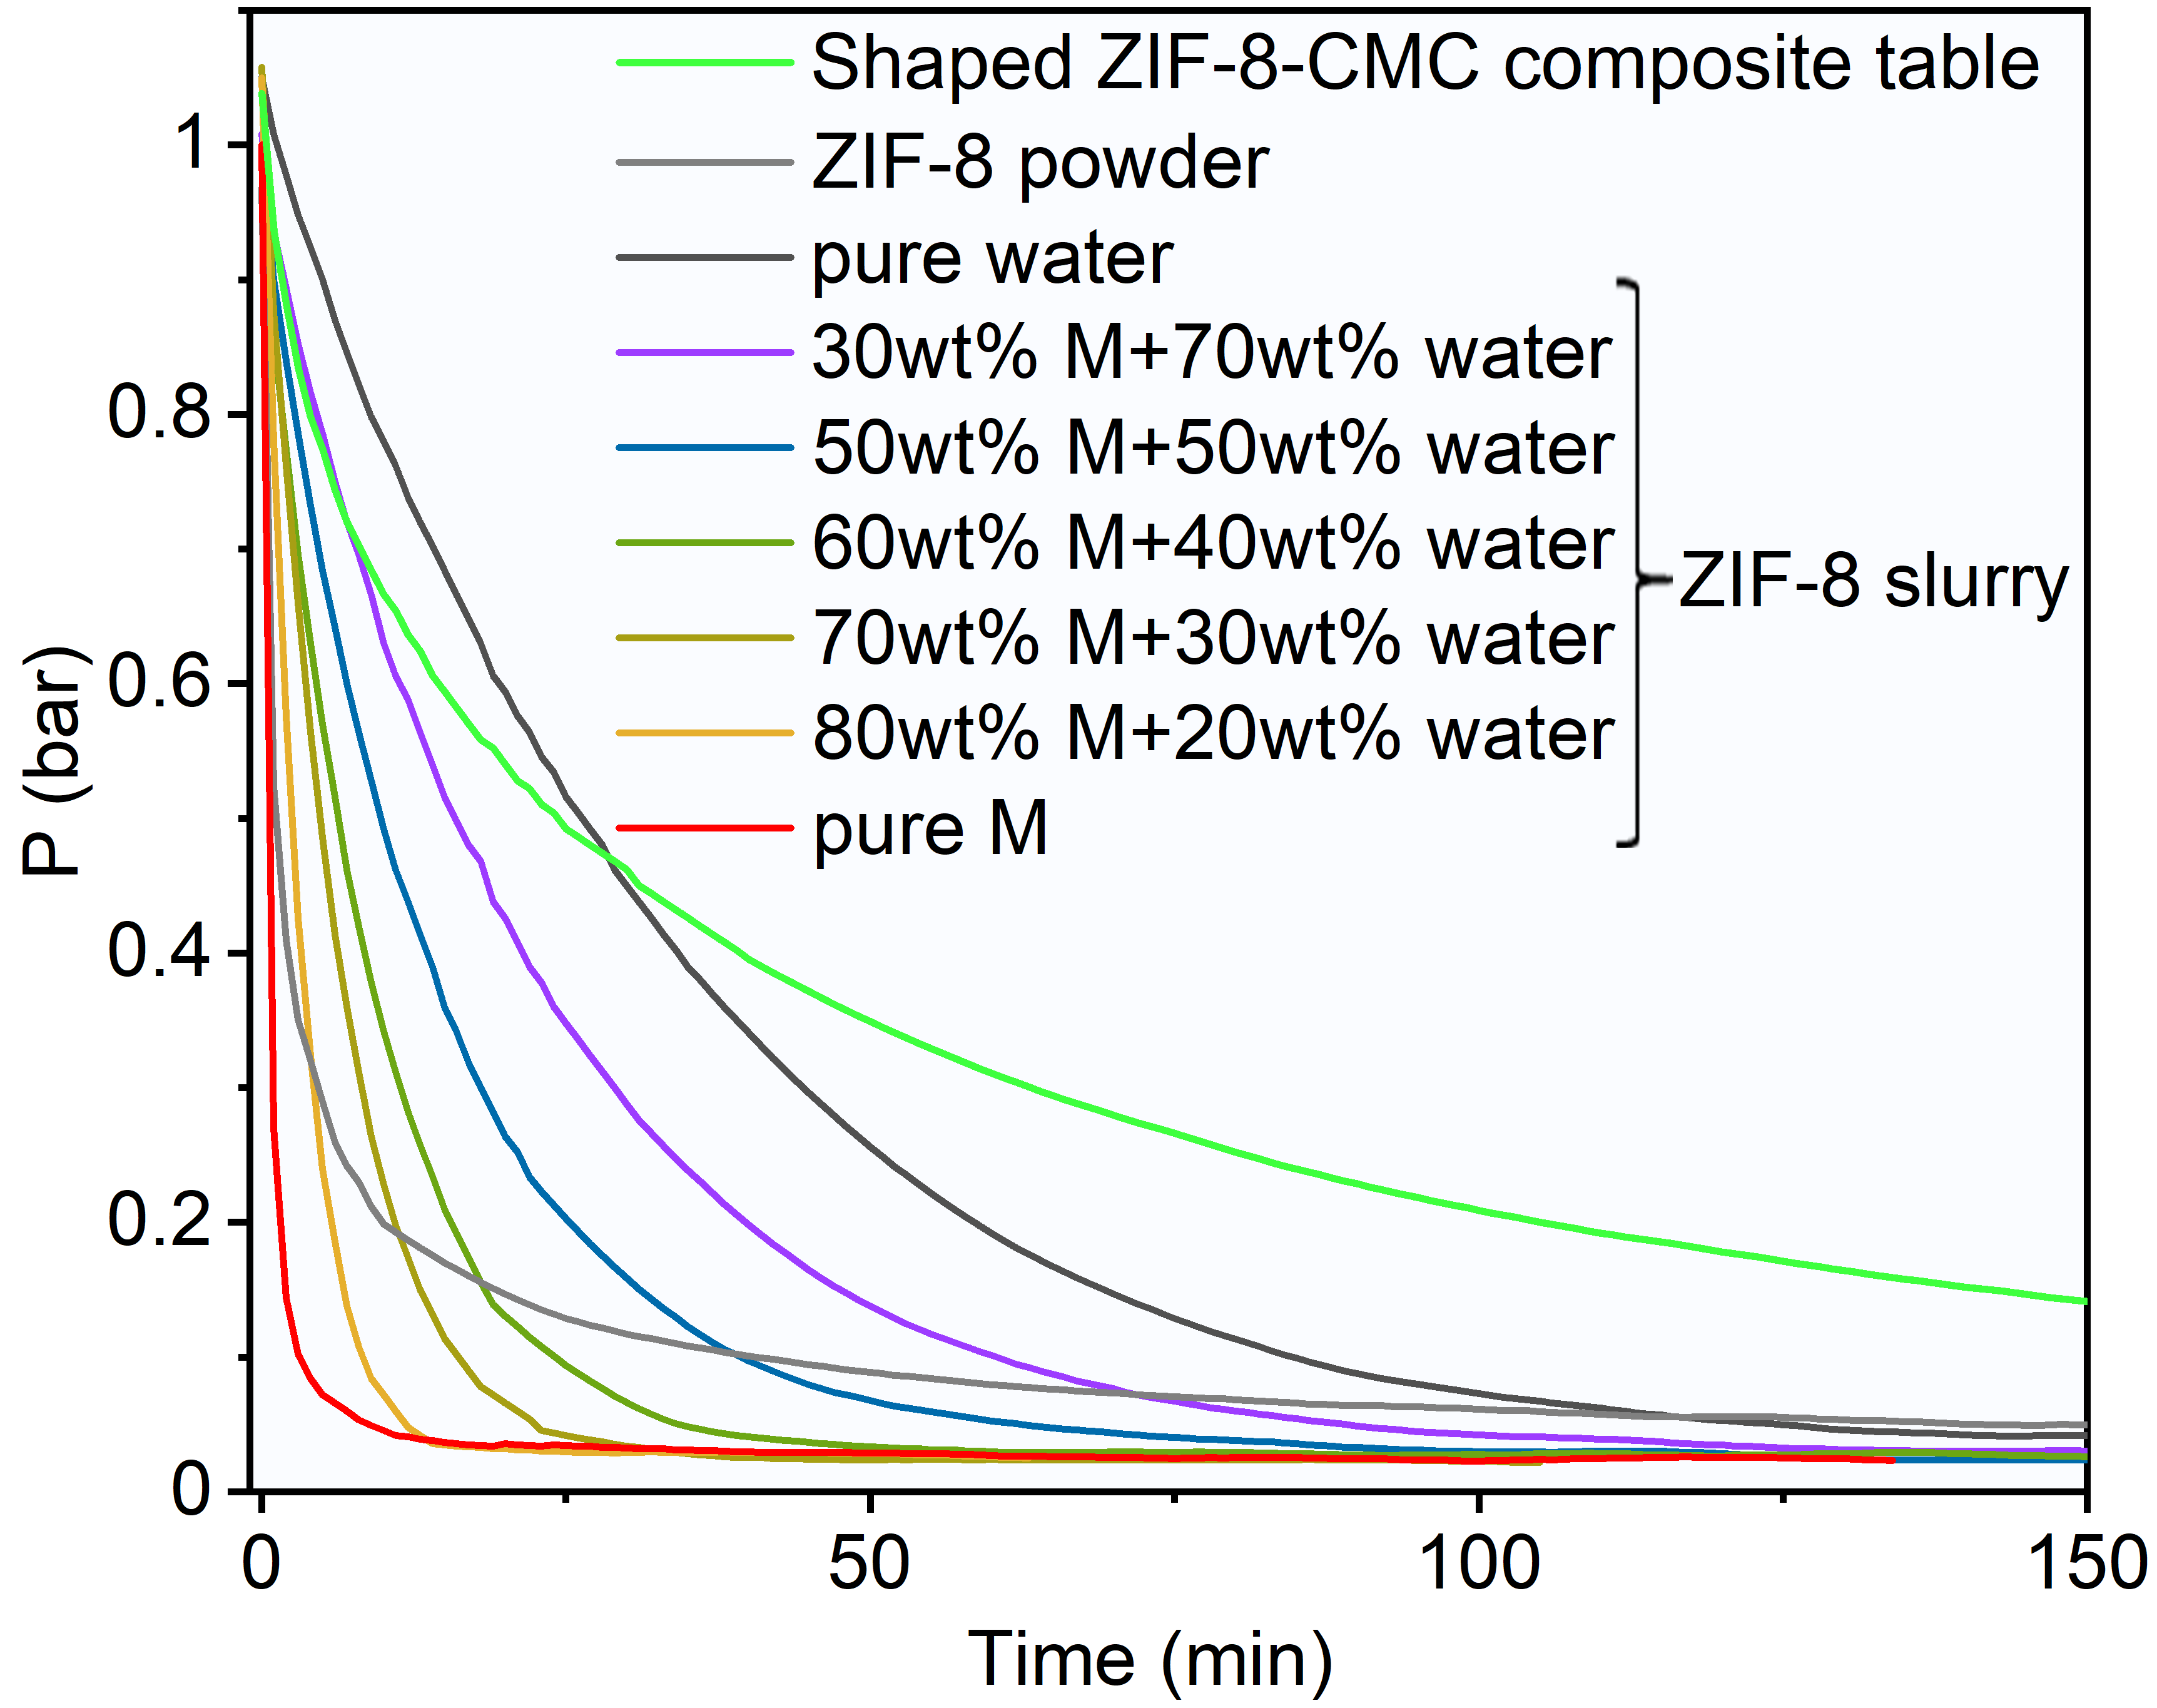 Shaped ZIF-8-CMC composite table
ZIF-8 powder
pure water
30wt% M+70wt% water
50wt% M+50wt% water
60wt% M+40wt% water
70wt% M+30wt% water
80wt% M+20wt% water
pure M
ZIF-8 slurry
P (bar)
1
0.8
0.6
0.4
0.2
0
0
50
100
150
Time (min)